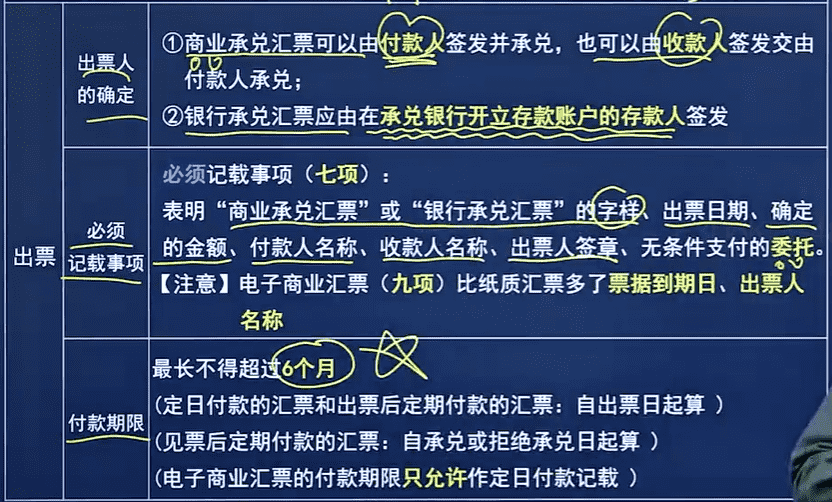 出票
出票人
的确定
①商业承兑汇票可以由付款人签发并承兑，也可以由收款人签发交由
付款人承兑；
②银行承兑汇票应由在承兑银行开立存款账户的存款人签发
必须
记载事项
必须记载事项（七项）：
表明“商业承兑汇票”或“银行承兑汇票”的字样、出票日期、确定
的金额、付款人名称、收款人名称、出票人签章、无条件支付的委托。
【注意】电子商业汇票（九项）比纸质汇票多了票据到期日、出票人
名称
付款期限
最长不得超过6个月
(定日付款的汇票和出票后定期付款的汇票：自出票日起算 )
(见票后定期付款的汇票：自承兑或拒绝承兑日起算 )
(电子商业汇票的付款期限只允许作定日付款记载 )